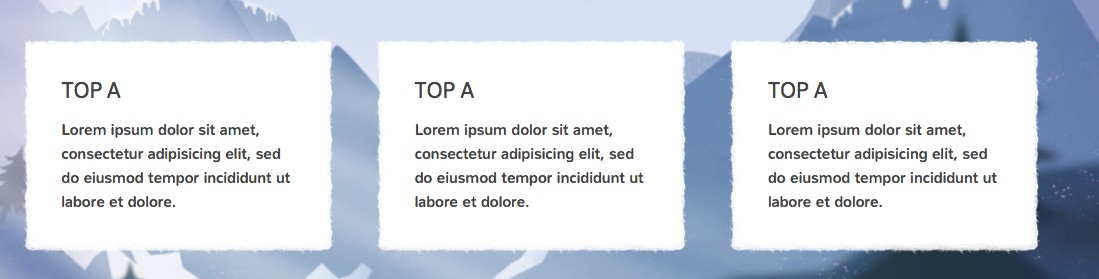 TOP A
Lorem ipsum dolor sit amet,
consectetur adipisicing elit, sed
do eiusmod tempor incididunt ut
labore et dolore.
TOP A
Lorem ipsum dolor sit amet,
consectetur adipisicing elit, sed
do eiusmod tempor incididunt ut
labore et dolore.
TOP A
Lorem ipsum dolor sit amet,
consectetur adipisicing elit, sed
do eiusmod tempor incididunt ut
labore et dolore.